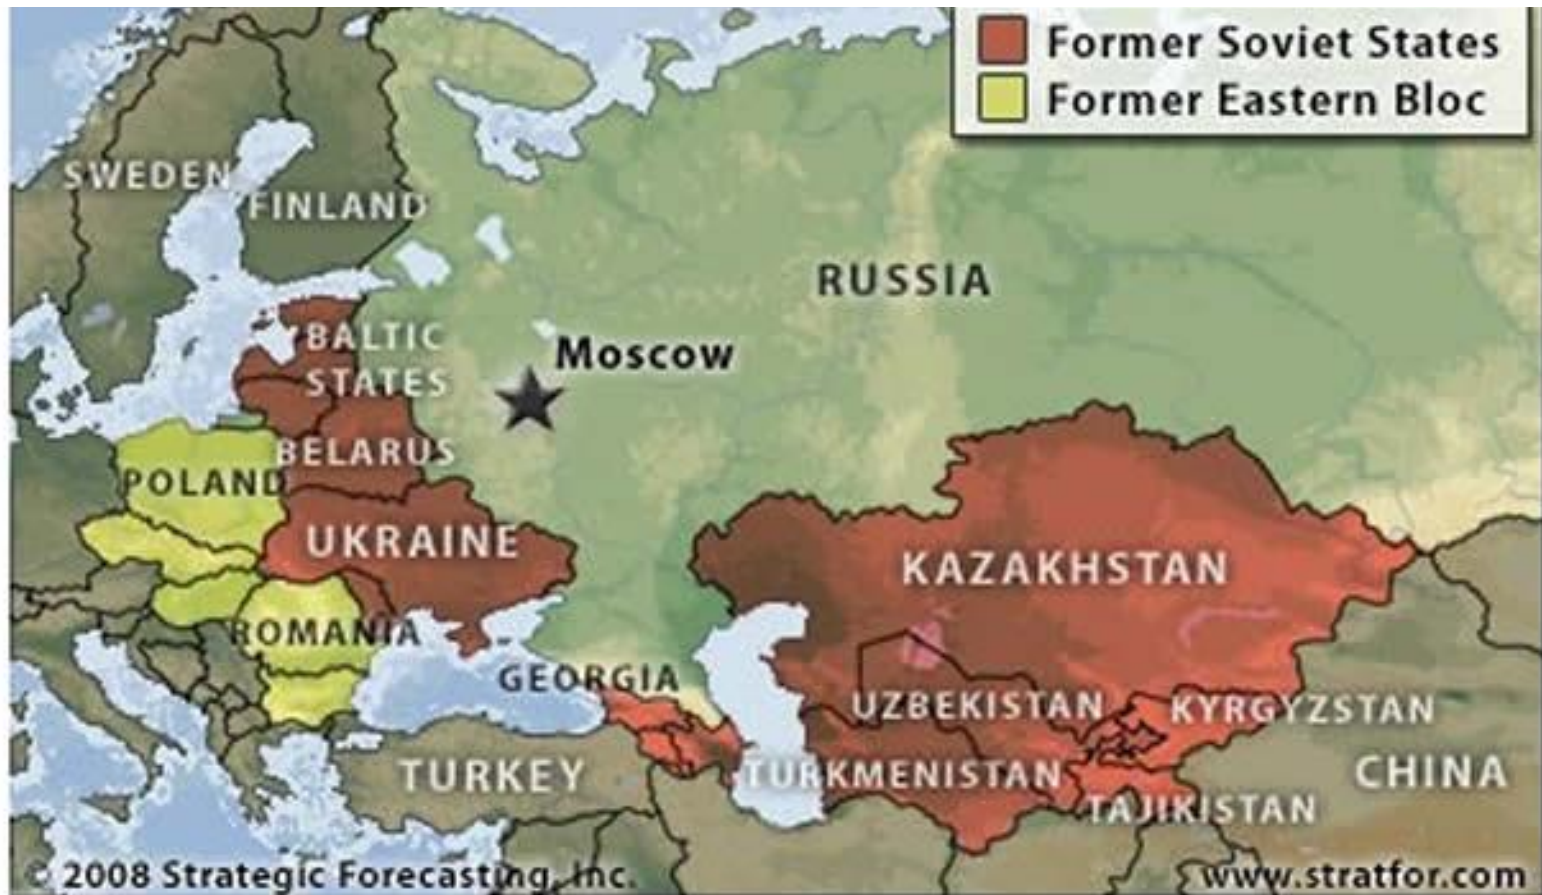 Former Soviet States
Former Eastern Bloc
SWEDEN
FINLAND
RUSSIA
BALTIC
STATES
Moscow
BELARUS
POLAND
UKRAINE
KAZAKHSTAN
ROMANIA
GEORGIA
UZBEKISTAN
KYRGYZSTAN
TURKEY
TURKMENISTAN
CHINA
TAJIKISTAN
© 2008 Strategic Forecasting, Inc.
www.stratfor.com